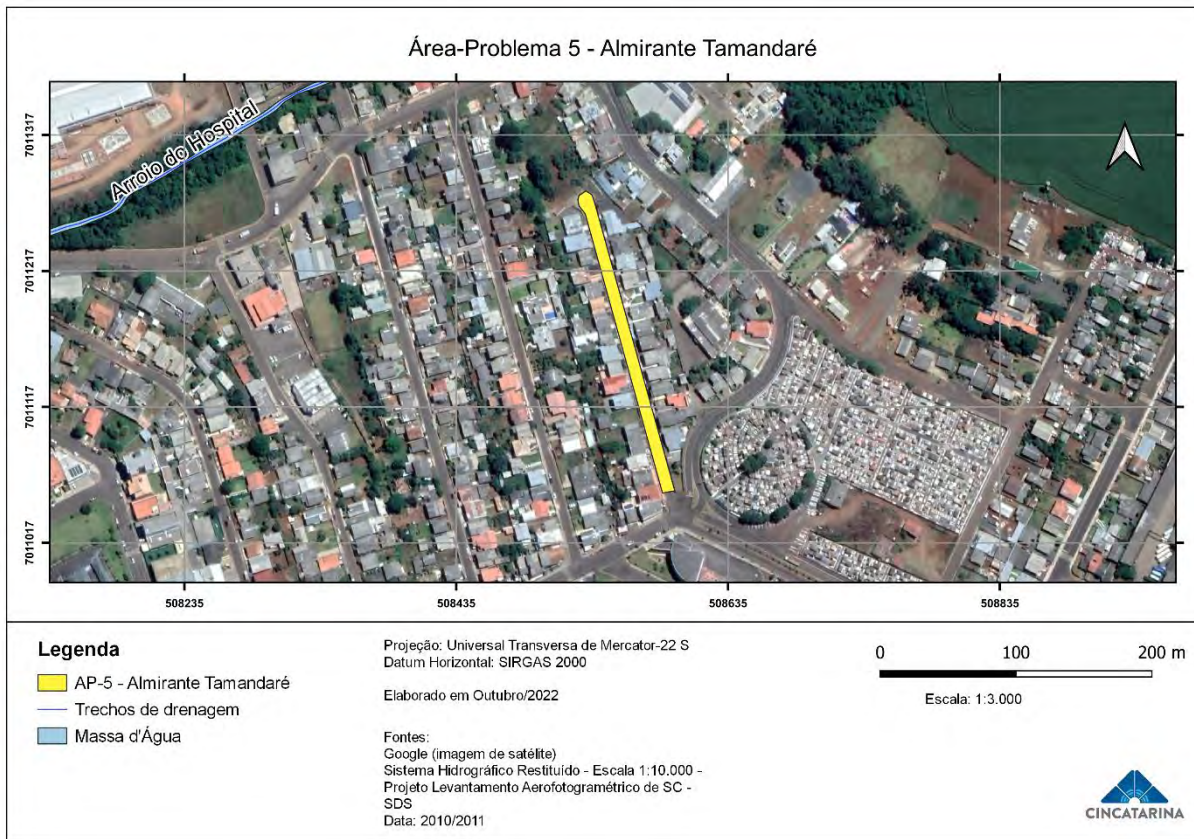 Área-Problema 5 - Almirante Tamandaré
Arroio do Hospital
7011317
7011217
7011117
7011017
508235
508435
508635
508835
Legenda
AP-5 - Almirante Tamandaré
Trechos de drenagem
Massa d'Água
Projeção: Universal Transversa de Mercator-22 S
Datum Horizontal: SIRGAS 2000
Elaborado em Outubro/2022
Fontes:
Google (imagem de satélite)
Sistema Hidrográfico Restituído - Escala 1:10.000 -
Projeto Levantamento Aerofotogramétrico de SC -
SDS
Data: 2010/2011
0 100 200 m
Escala: 1:3.000
CINCATARINA